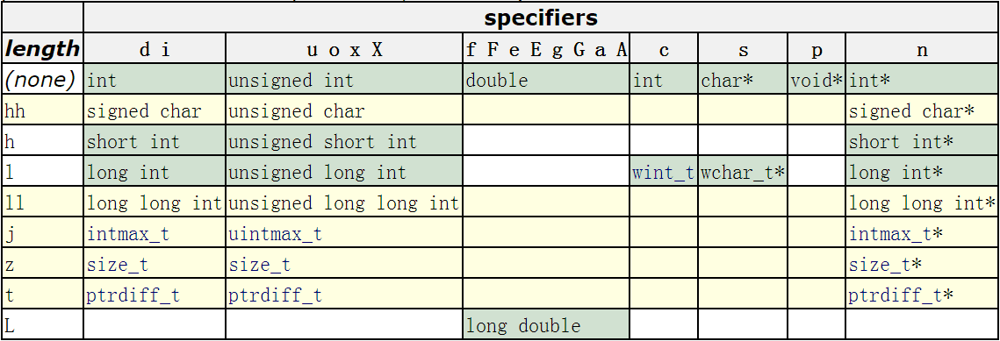 specifiers
length d i u o x X f F e E g G a A c s p n
(none) int unsigned int double int char* void* int*
hh signed char unsigned char signed char*
h short int unsigned short int short int*
l long int unsigned long int wint_t wchar_t* long int*
ll long long int unsigned long long int long long int*
j intmax_t uintmax_t intmax_t*
z size_t size_t size_t*
t ptrdiff_t ptrdiff_t ptrdiff_t*
L long double